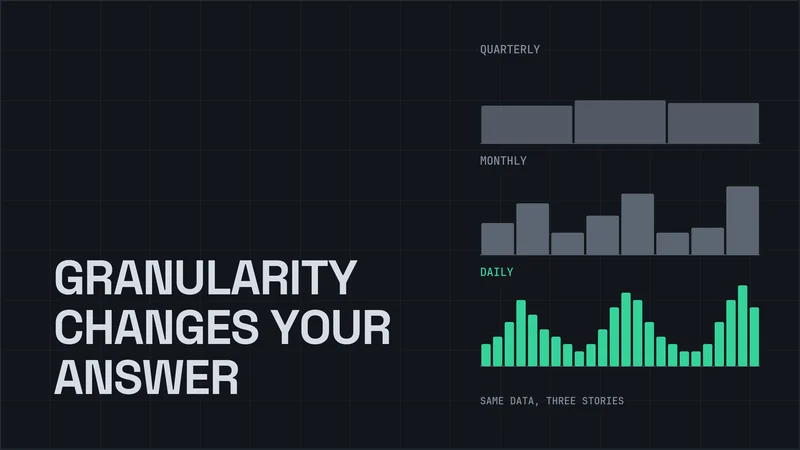 QUARTERLY
MONTHLY
GRANULARITY
CHANGES YOUR
ANSWER
DAILY
SAME DATA, THREE STORIES